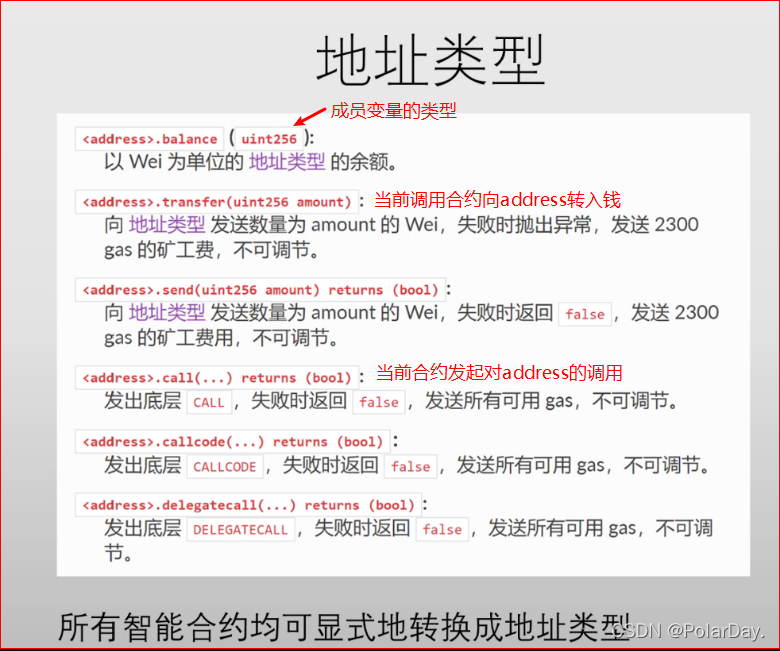 地址类型
成员变量的类型
<address>.balance ( uint256 ):
以 Wei 为单位的 地址类型 的余额。
<address>.transfer(uint256 amount) : 当前调用合约向address转入钱
向 地址类型 发送数量为 amount 的 Wei，失败时抛出异常，发送 2300
gas 的矿工费，不可调节。
<address>.send(uint256 amount) returns (bool) :
向 地址类型 发送数量为 amount 的 Wei，失败时返回 false ，发送 2300
gas 的矿工费用，不可调节。
<address>.call(...) returns (bool) : 当前合约发起对address的调用
发出底层 CALL ，失败时返回 false ，发送所有可用 gas，不可调节。
<address>.callcode(...) returns (bool) :
发出底层 CALLCODE ，失败时返回 false ，发送所有可用 gas，不可调节。
<address>.delegatecall(...) returns (bool) :
发出底层 DELEGATECALL ，失败时返回 false ，发送所有可用 gas，不可调
节。
所有智能合约均可显式地转换成地址类型
CSDN @PolarDay.